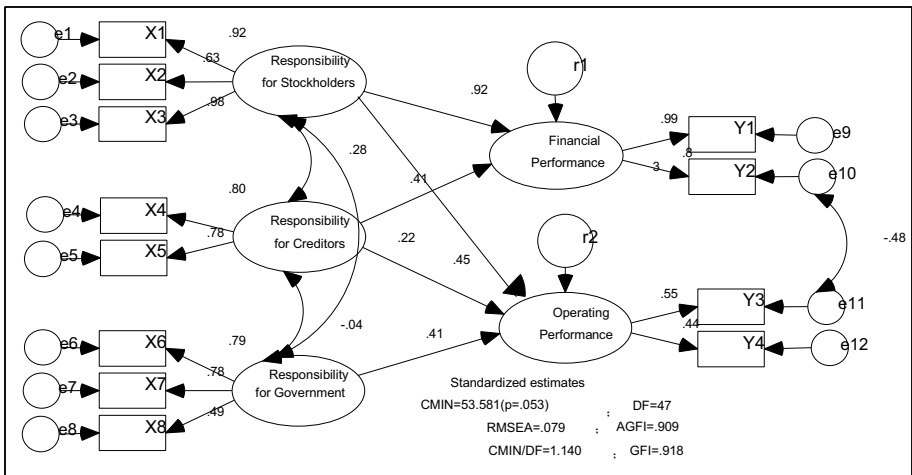 e1
X1
.92
Responsibility
for Stockholders
r1
e2
X2
.63
e3
X3
.98
.92
.99
Y1
e9
Financial
Performance
.8
3
Y2
e10
.28
.41
.80
e4
X4
Responsibility
for Creditors
.78
e5
X5
.22
r2
-.48
.45
.55
Y3
e11
Operating
Performance
.44
Y4
e12
-.04
.41
.79
e6
X6
.78
Responsibility
for Government
e7
X7
.49
e8
X8
Standardized estimates
CMIN=53.581(p=.053) ; DF=47
RMSEA=.079 ; AGFI=.909
CMIN/DF=1.140 ; GFI=.918